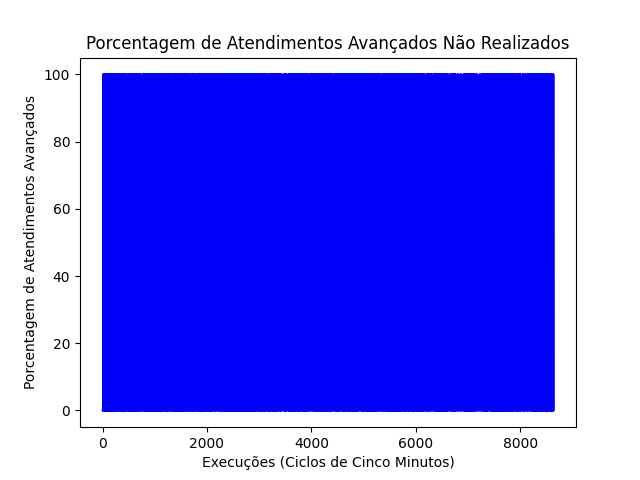 Porcentagem de Atendimentos Avançados Não Realizados
Porcentagem de Atendimentos Avançados
100
80
60
40
20
0
0 2000 4000 6000 8000
Execuções (Ciclos de Cinco Minutos)